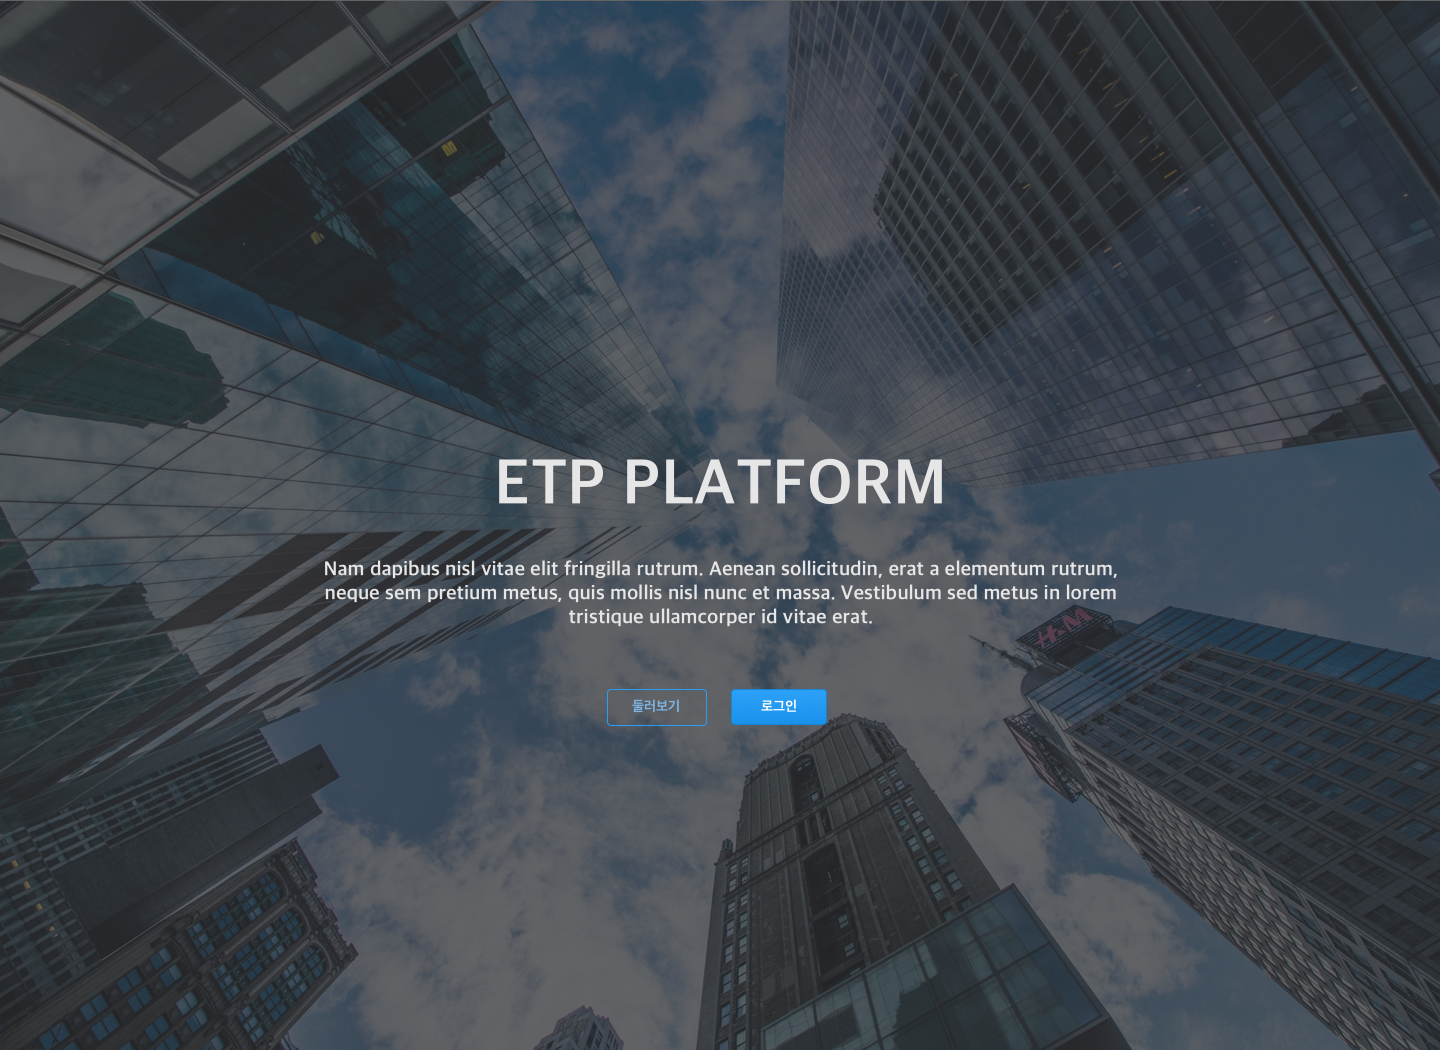 ETP PLATFORM
Nam dapibus nisl vitae elit fringilla rutrum. Aenean sollicitudin, erat a elementum rutrum,
neque sem pretium metus, quis mollis nisl nunc et massa. Vestibulum sed metus in lorem
tristique ullamcorper id vitae erat.
H&M
둘러보기 로그인